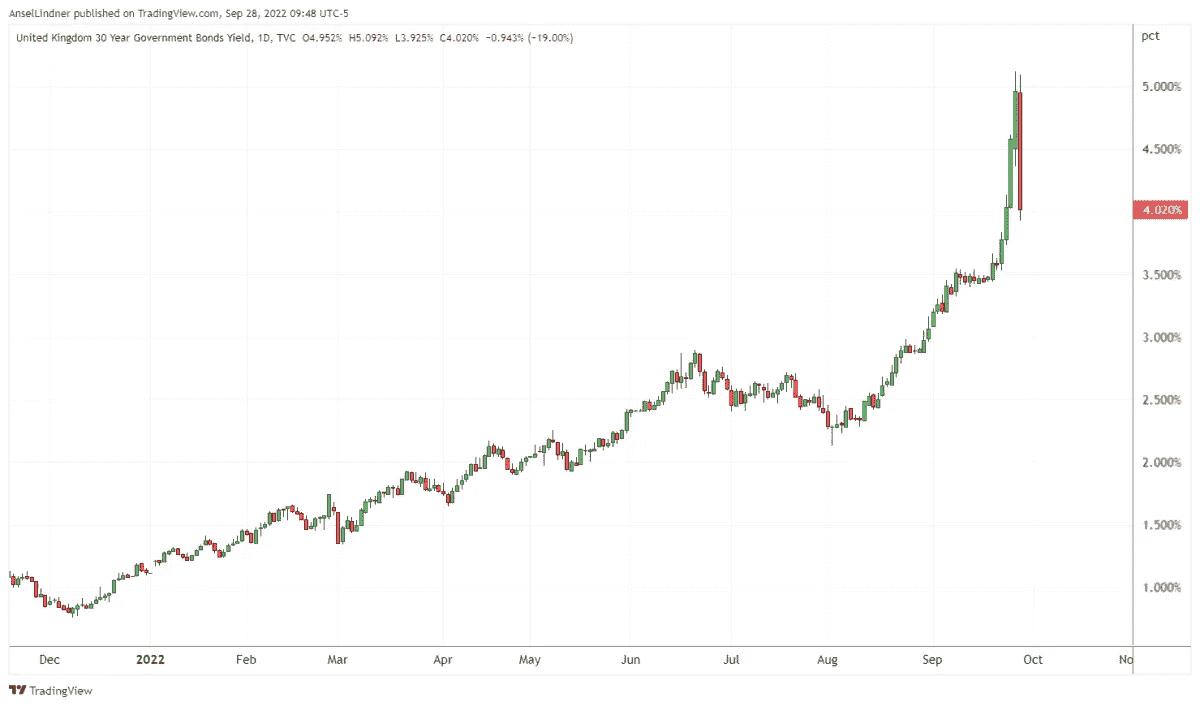 AnselLindner published on TradingView.com, Sep 28, 2022 09:48 UTC-5
United Kingdom 30 Year Government Bonds Yield, 1D, TVC O4.952% H5.092% L3.925% C4.020% −0.943% (−19.00%)
pct
5.000%
4.500%
4.020%
3.500%
3.000%
2.500%
2.000%
1.500%
1.000%
Dec 2022 Feb Mar Apr May Jun Jul Aug Sep Oct No
TradingView